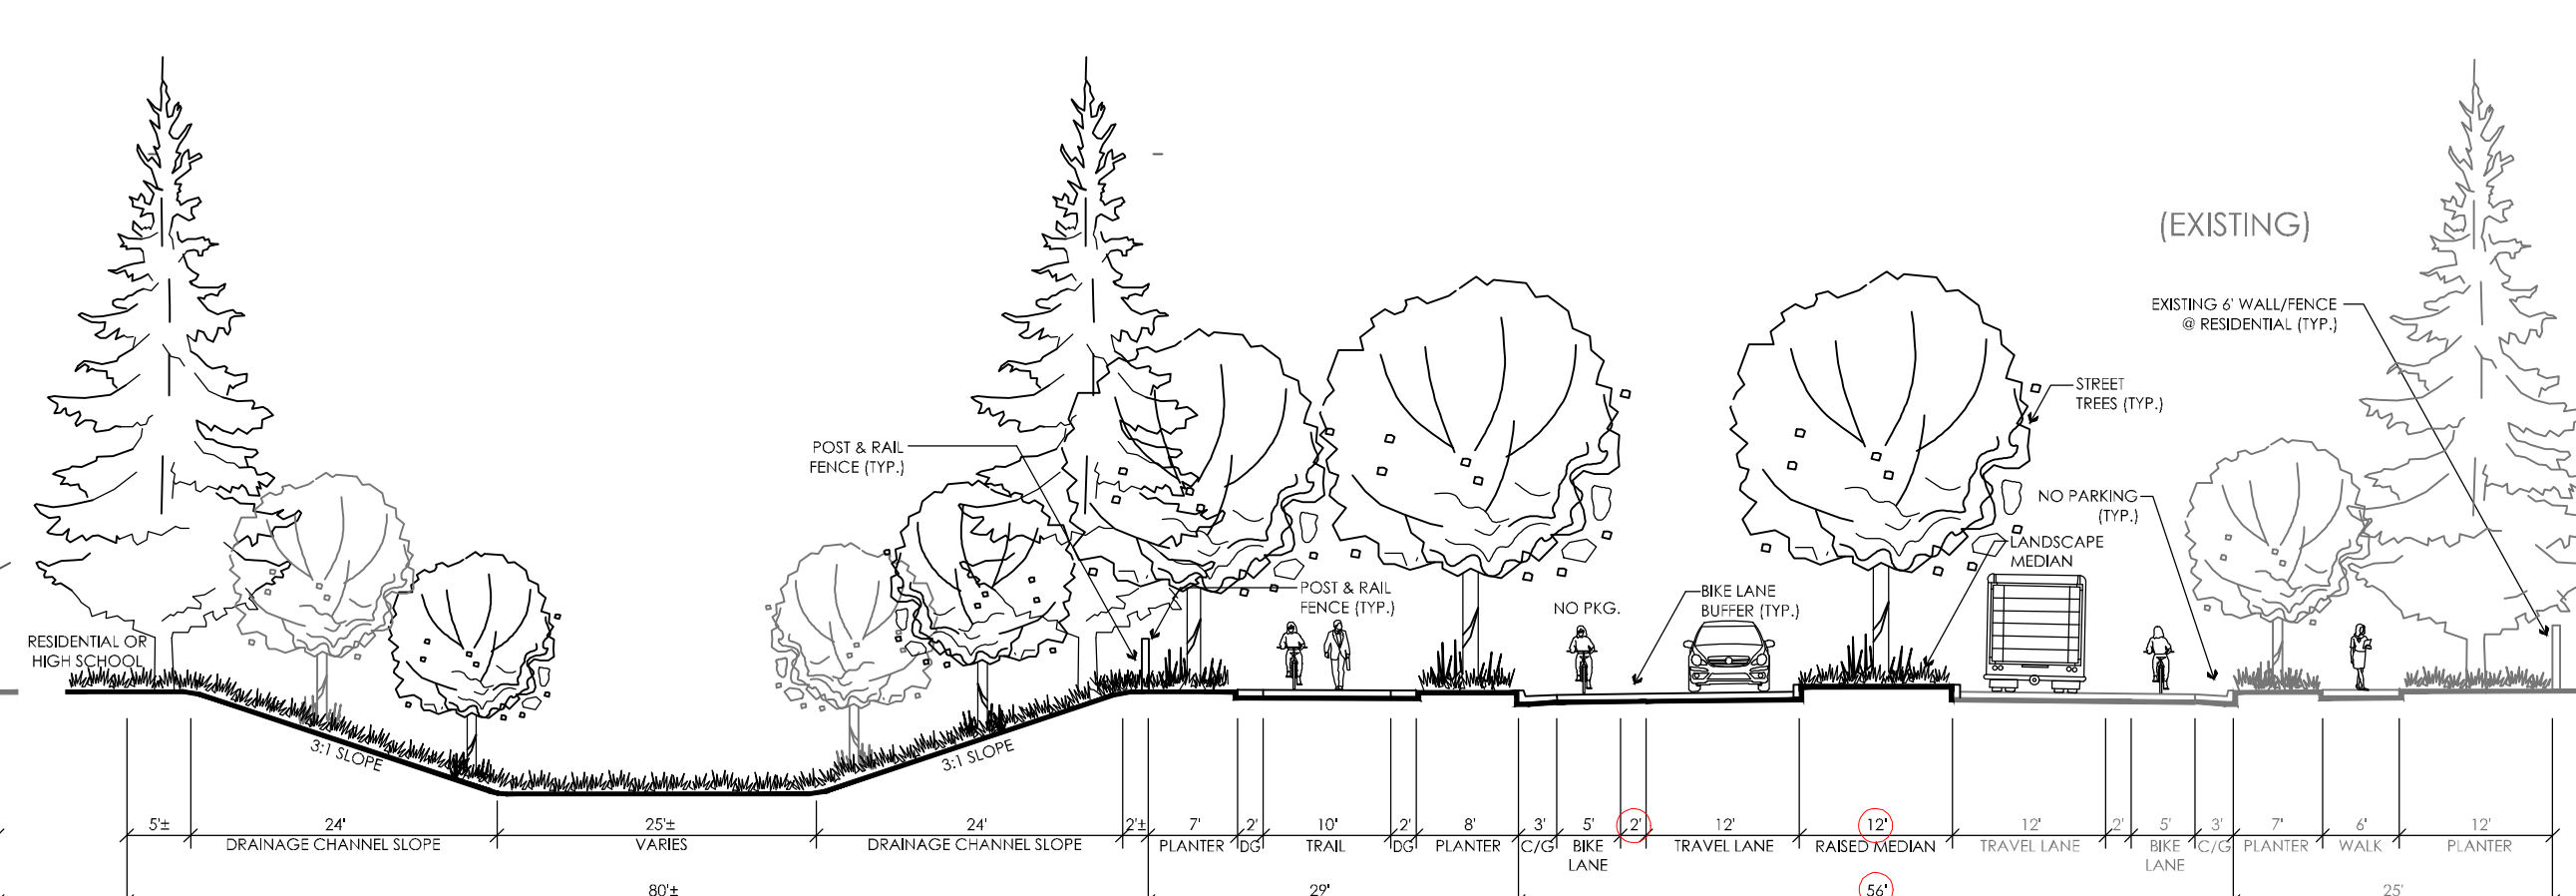 (EXISTING)
EXISTING 6' WALL/FENCE
@ RESIDENTIAL (TYP.)
STREET
TREES (TYP.)
POST & RAIL
FENCE (TYP.)
NO PARKING
(TYP.)
LANDSCAPE
MEDIAN
POST & RAIL
FENCE (TYP.)
NO PKG.
BIKE LANE
BUFFER (TYP.)
RESIDENTIAL OR
HIGH SCHOOL
3:1 SLOPE
3:1 SLOPE
5'±
24'
DRAINAGE CHANNEL SLOPE
25'±
VARIES
24'
DRAINAGE CHANNEL SLOPE
2'±
7'
PLANTER
2'
DG
10'
TRAIL
2'
DG
8'
PLANTER
3'
C/G
5'
BIKE
LANE
2'
12'
TRAVEL LANE
12'
RAISED MEDIAN
12'
TRAVEL LANE
2'
5'
BIKE
LANE
3'
C/G
7'
PLANTER
6'
WALK
12'
PLANTER
80'±
29'
56'
25'